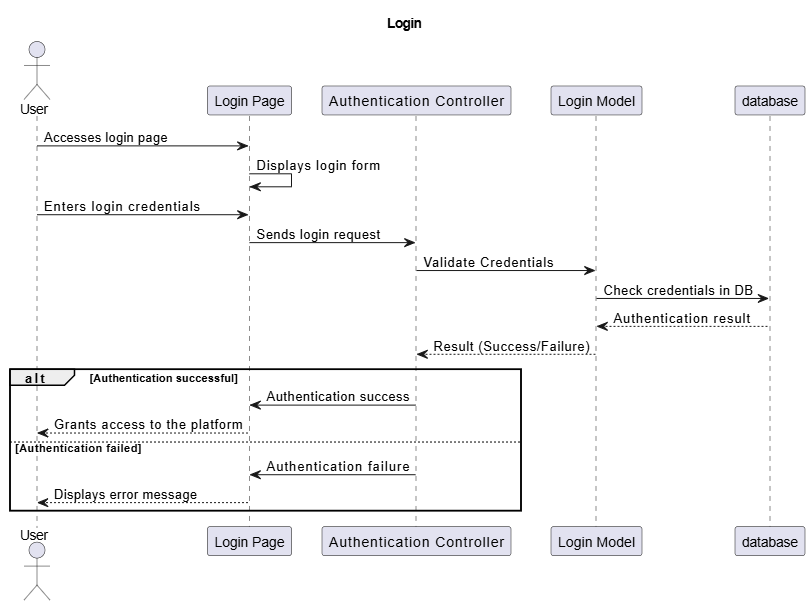 Login
User
Login Page
Authentication Controller
Login Model
database
Accesses login page
Displays login form
Enters login credentials
Sends login request
Validate Credentials
Check credentials in DB
Authentication result
Result (Success/Failure)
alt [Authentication successful]
Authentication success
Grants access to the platform
[Authentication failed]
Authentication failure
Displays error message
User
Login Page
Authentication Controller
Login Model
database